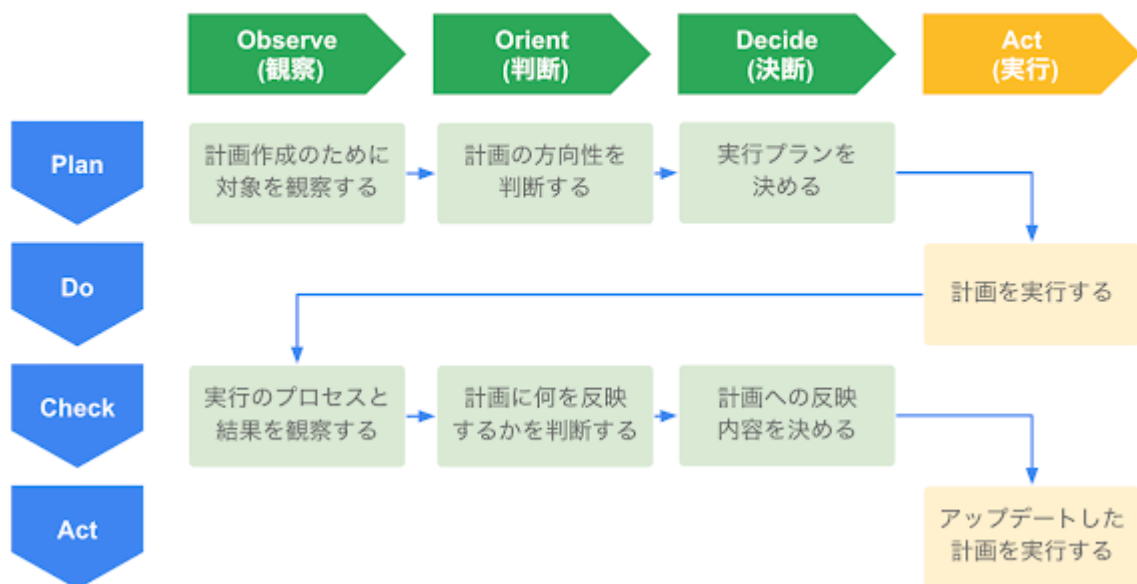 Observe
(観察)
Orient
(判断)
Decide
(決断)
Act
(実行)
Plan
計画作成のために
対象を観察する
計画の方向性を
判断する
実行プランを
決める
Do
計画を実行する
Check
実行のプロセスと
結果を観察する
計画に何を反映
するかを判断する
計画への反映
内容を決める
Act
アップデートした
計画を実行する